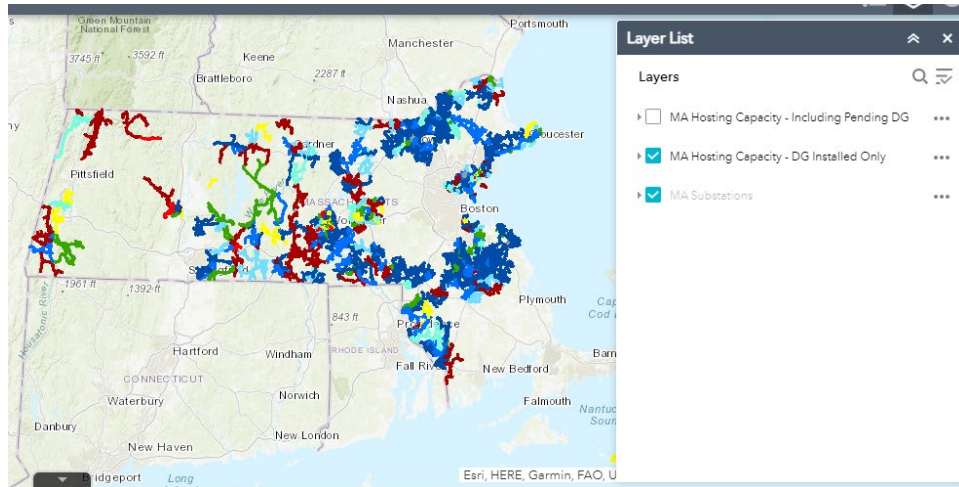 Green Mountain
National Forest
Portsmouth
Manchester
3745 ft
3592 ft
Keene
Brattleboro
2287 ft
Nashua
Pittsfield
Boston
1961 ft
1392 ft
Plymouth
843 ft
Hartford
Windham
RHODE ISLAND
Fall
New Bedford
CONNECTICUT
Waterbury
Norwich
Falmouth
Danbury
New London
New Haven
Long
Housatonic River
Esri, HERE, Garmin, FAO, U
Layer List
Layers
MA Hosting Capacity - Including Pending DG
MA Hosting Capacity - DG Installed Only
MA Substations